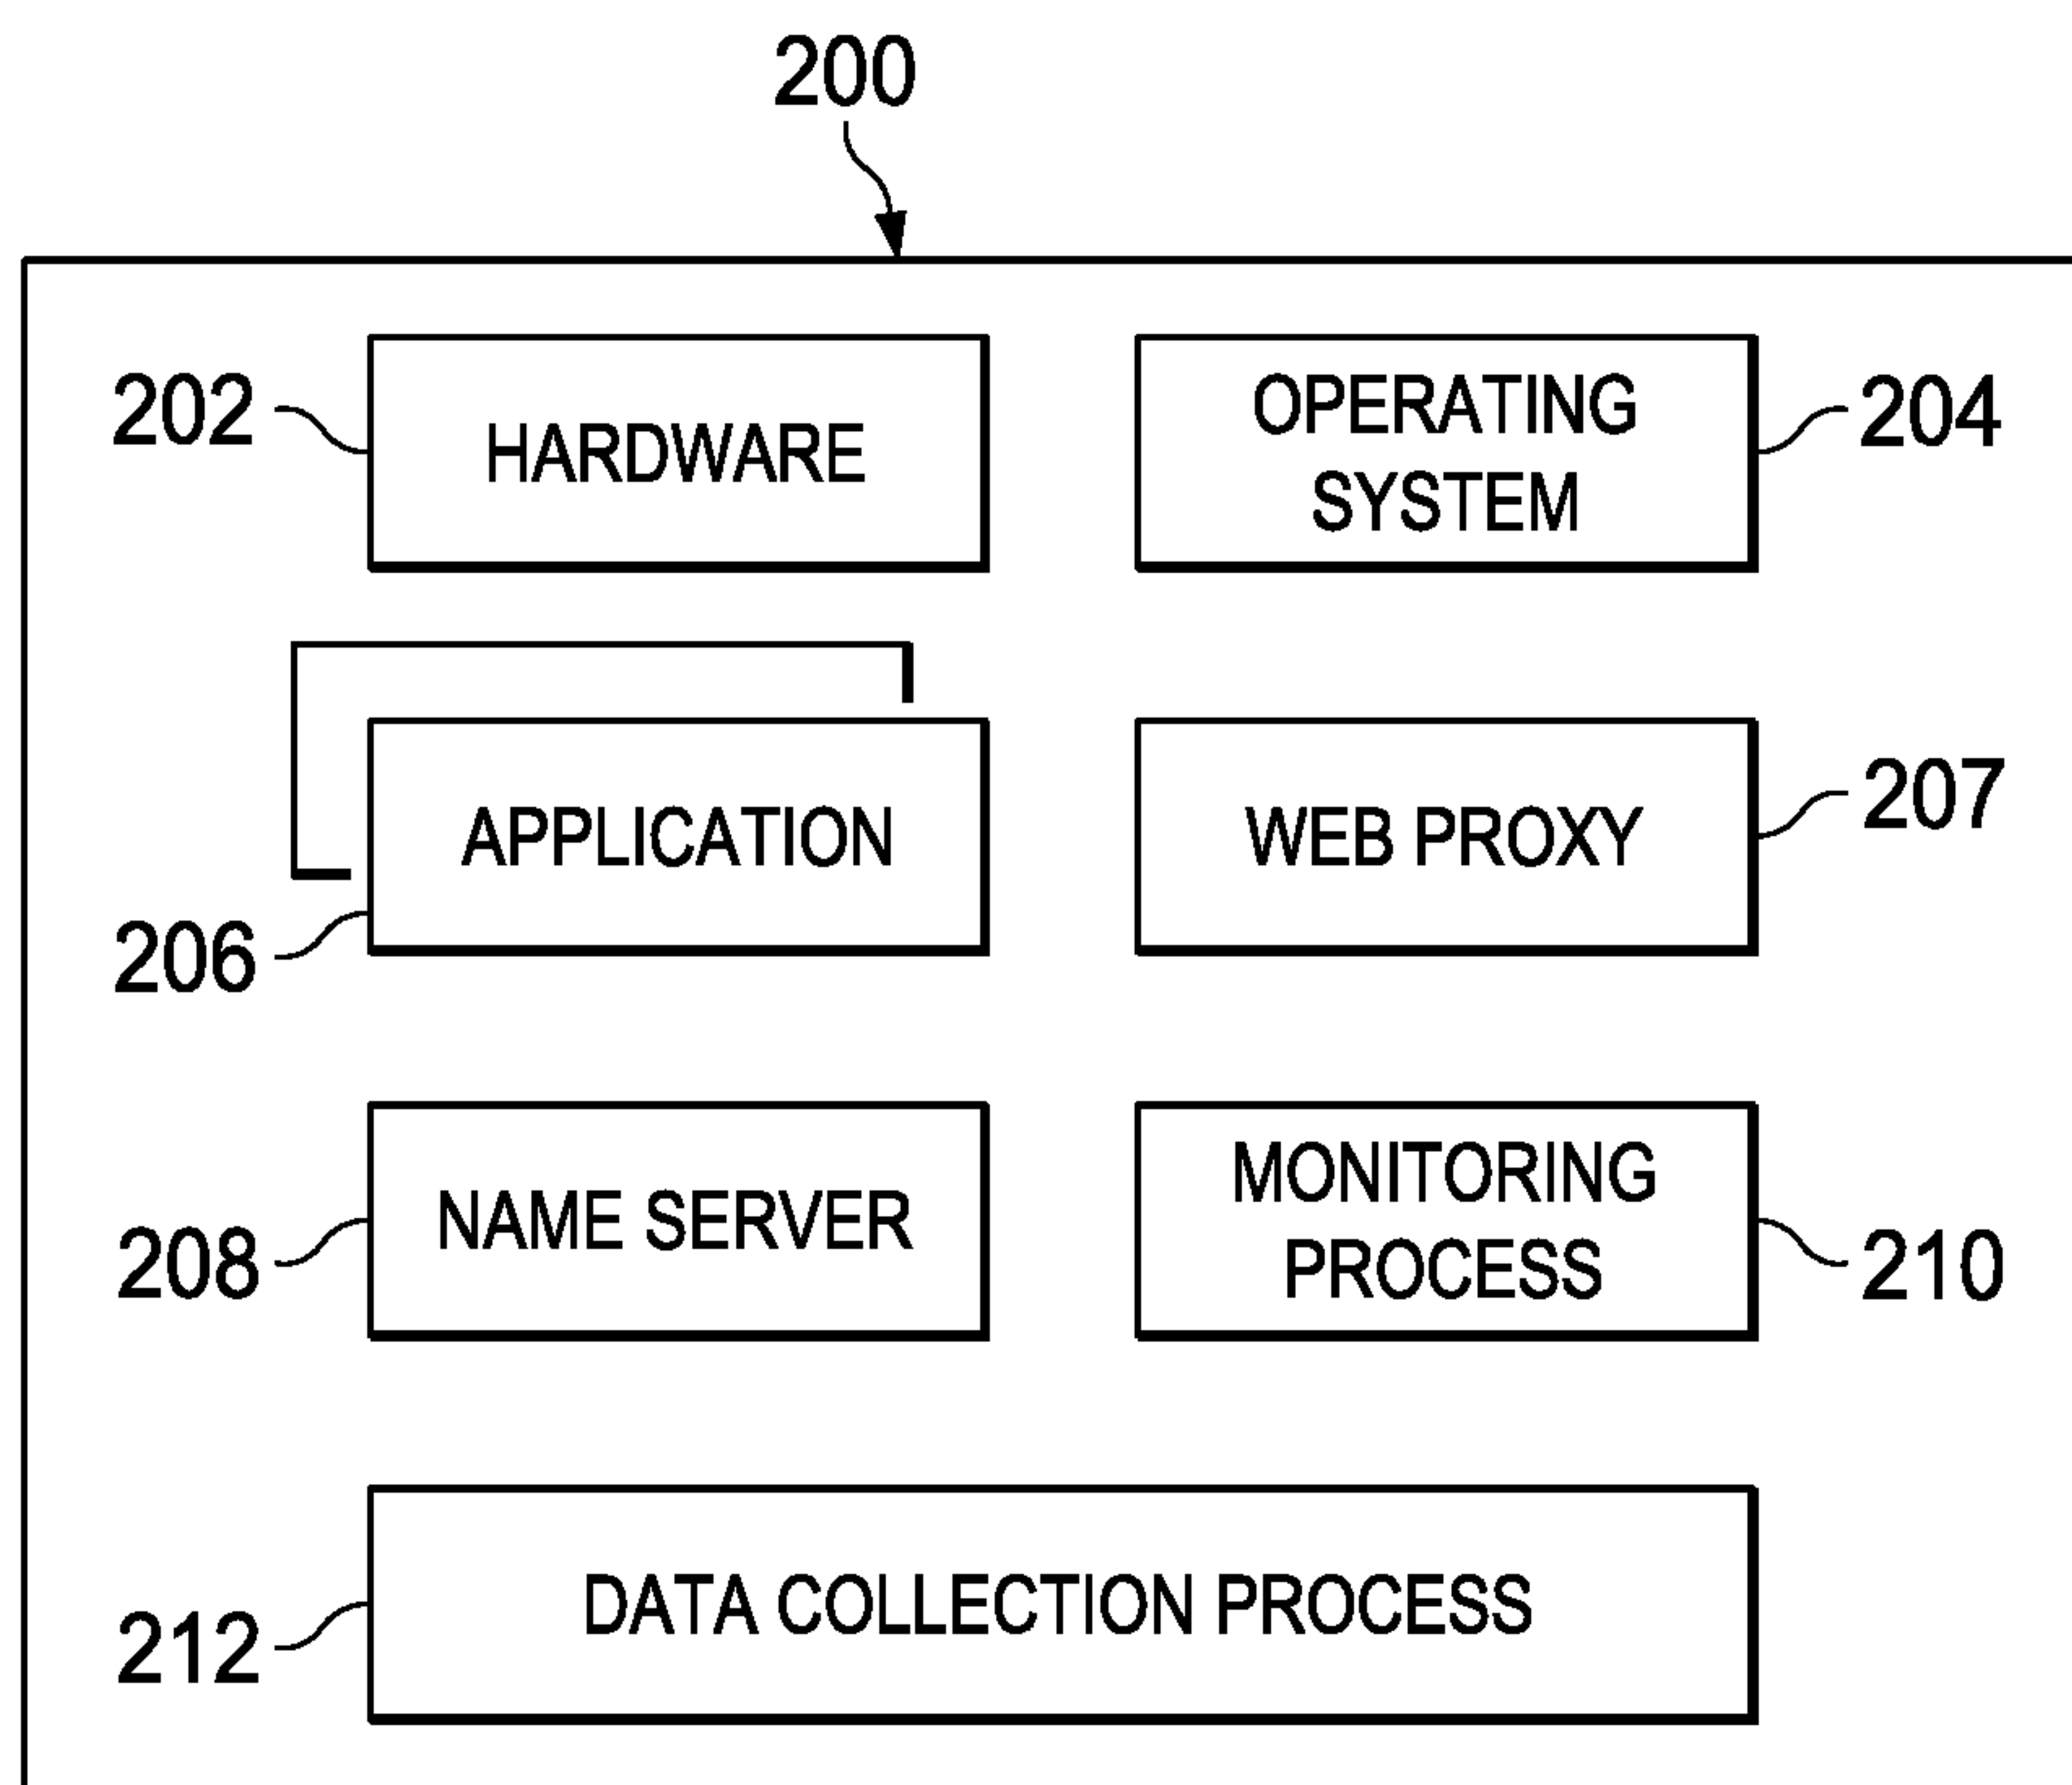 200
202
HARDWARE
OPERATING
SYSTEM
204
APPLICATION
206
WEB PROXY
207
NAME SERVER
208
MONITORING
PROCESS
210
DATA COLLECTION PROCESS
212